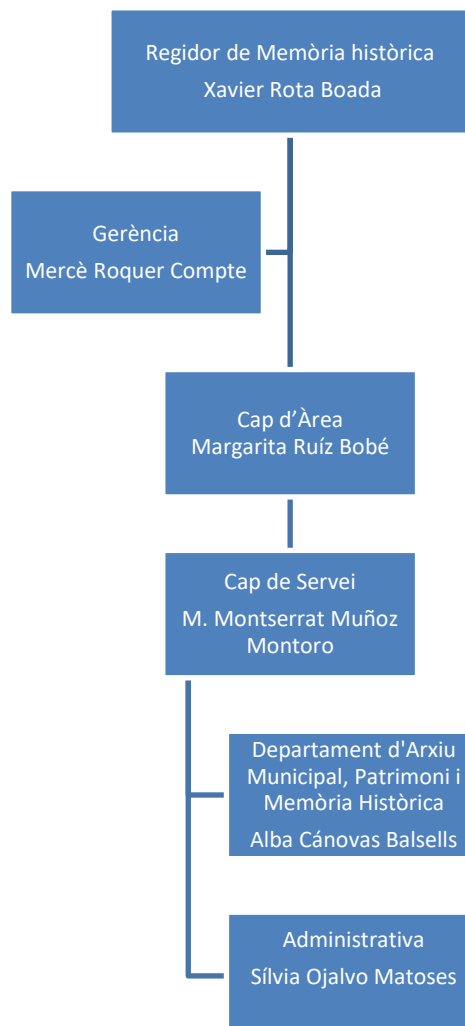 Regidor de Memòria històrica
Xavier Rota Boada
Gerència
Mercè Roquer Compte
Cap d’Àrea
Margarita Ruíz Bobé
Cap de Servei
M. Montserrat Muñoz
Montoro
Departament d'Arxiu
Municipal, Patrimoni i
Memòria Històrica
Alba Cánovas Balsells
Administrativa
Sílvia Ojalvo Matoses